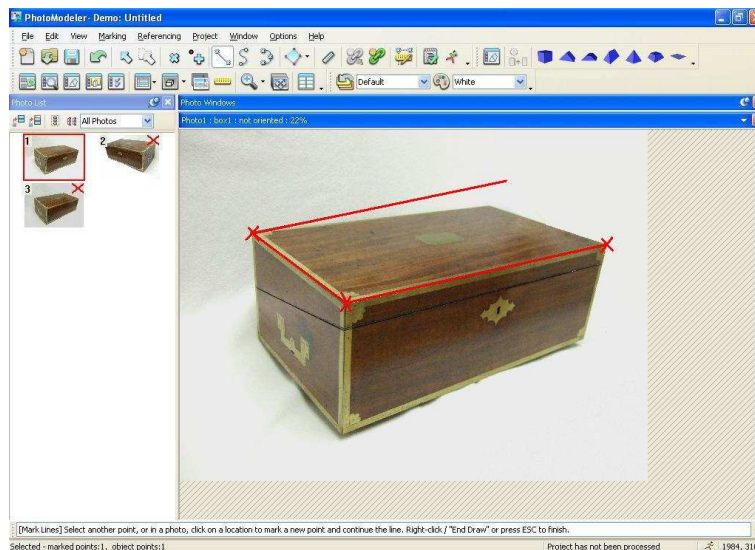 PhotoModeler- Demo: Untitled
File Edit View Marking Referencing Project Window Options Help
Default White
Photo List
Photo Windows
All Photos
Photo1 : box1 : not oriented : 22%
1 2
3
[Mark Lines] Select another point, or in a photo, click on a location to mark a new point and continue the line. Right-click / "End Draw" or press ESC to finish.
Selected - marked points:1, object points:1
Project has not been processed